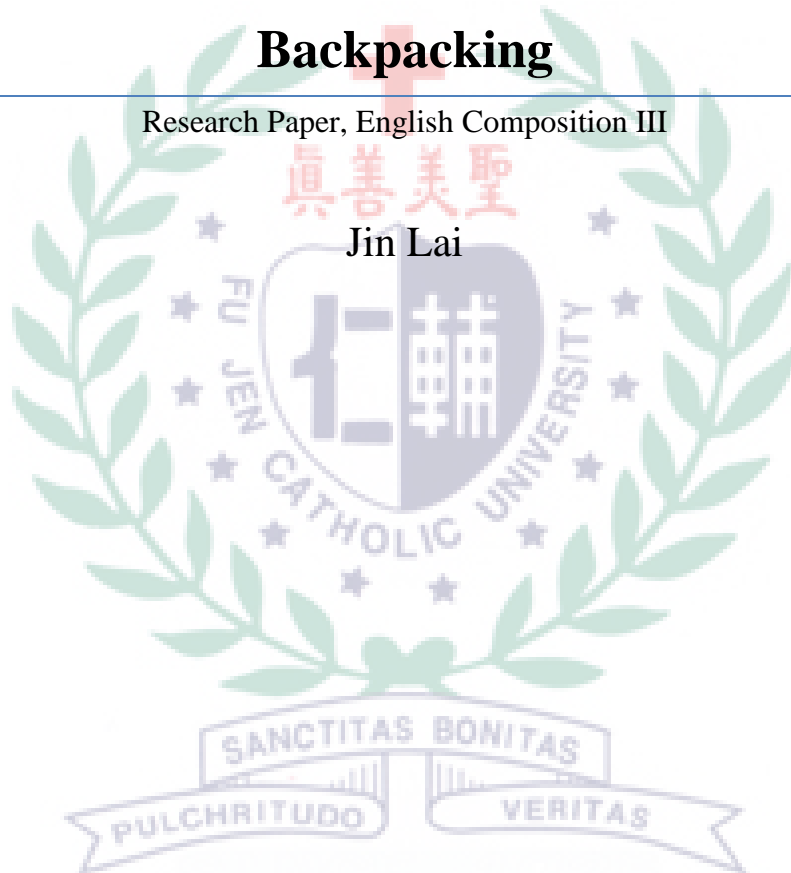 Backpacking
Research Paper, English Composition III
真善美聖
Jin Lai
FU JEN CATHOLIC UNIVERSITY
仁輔
SANCTITAS BONITAS
PULCHRITUDO VERITAS